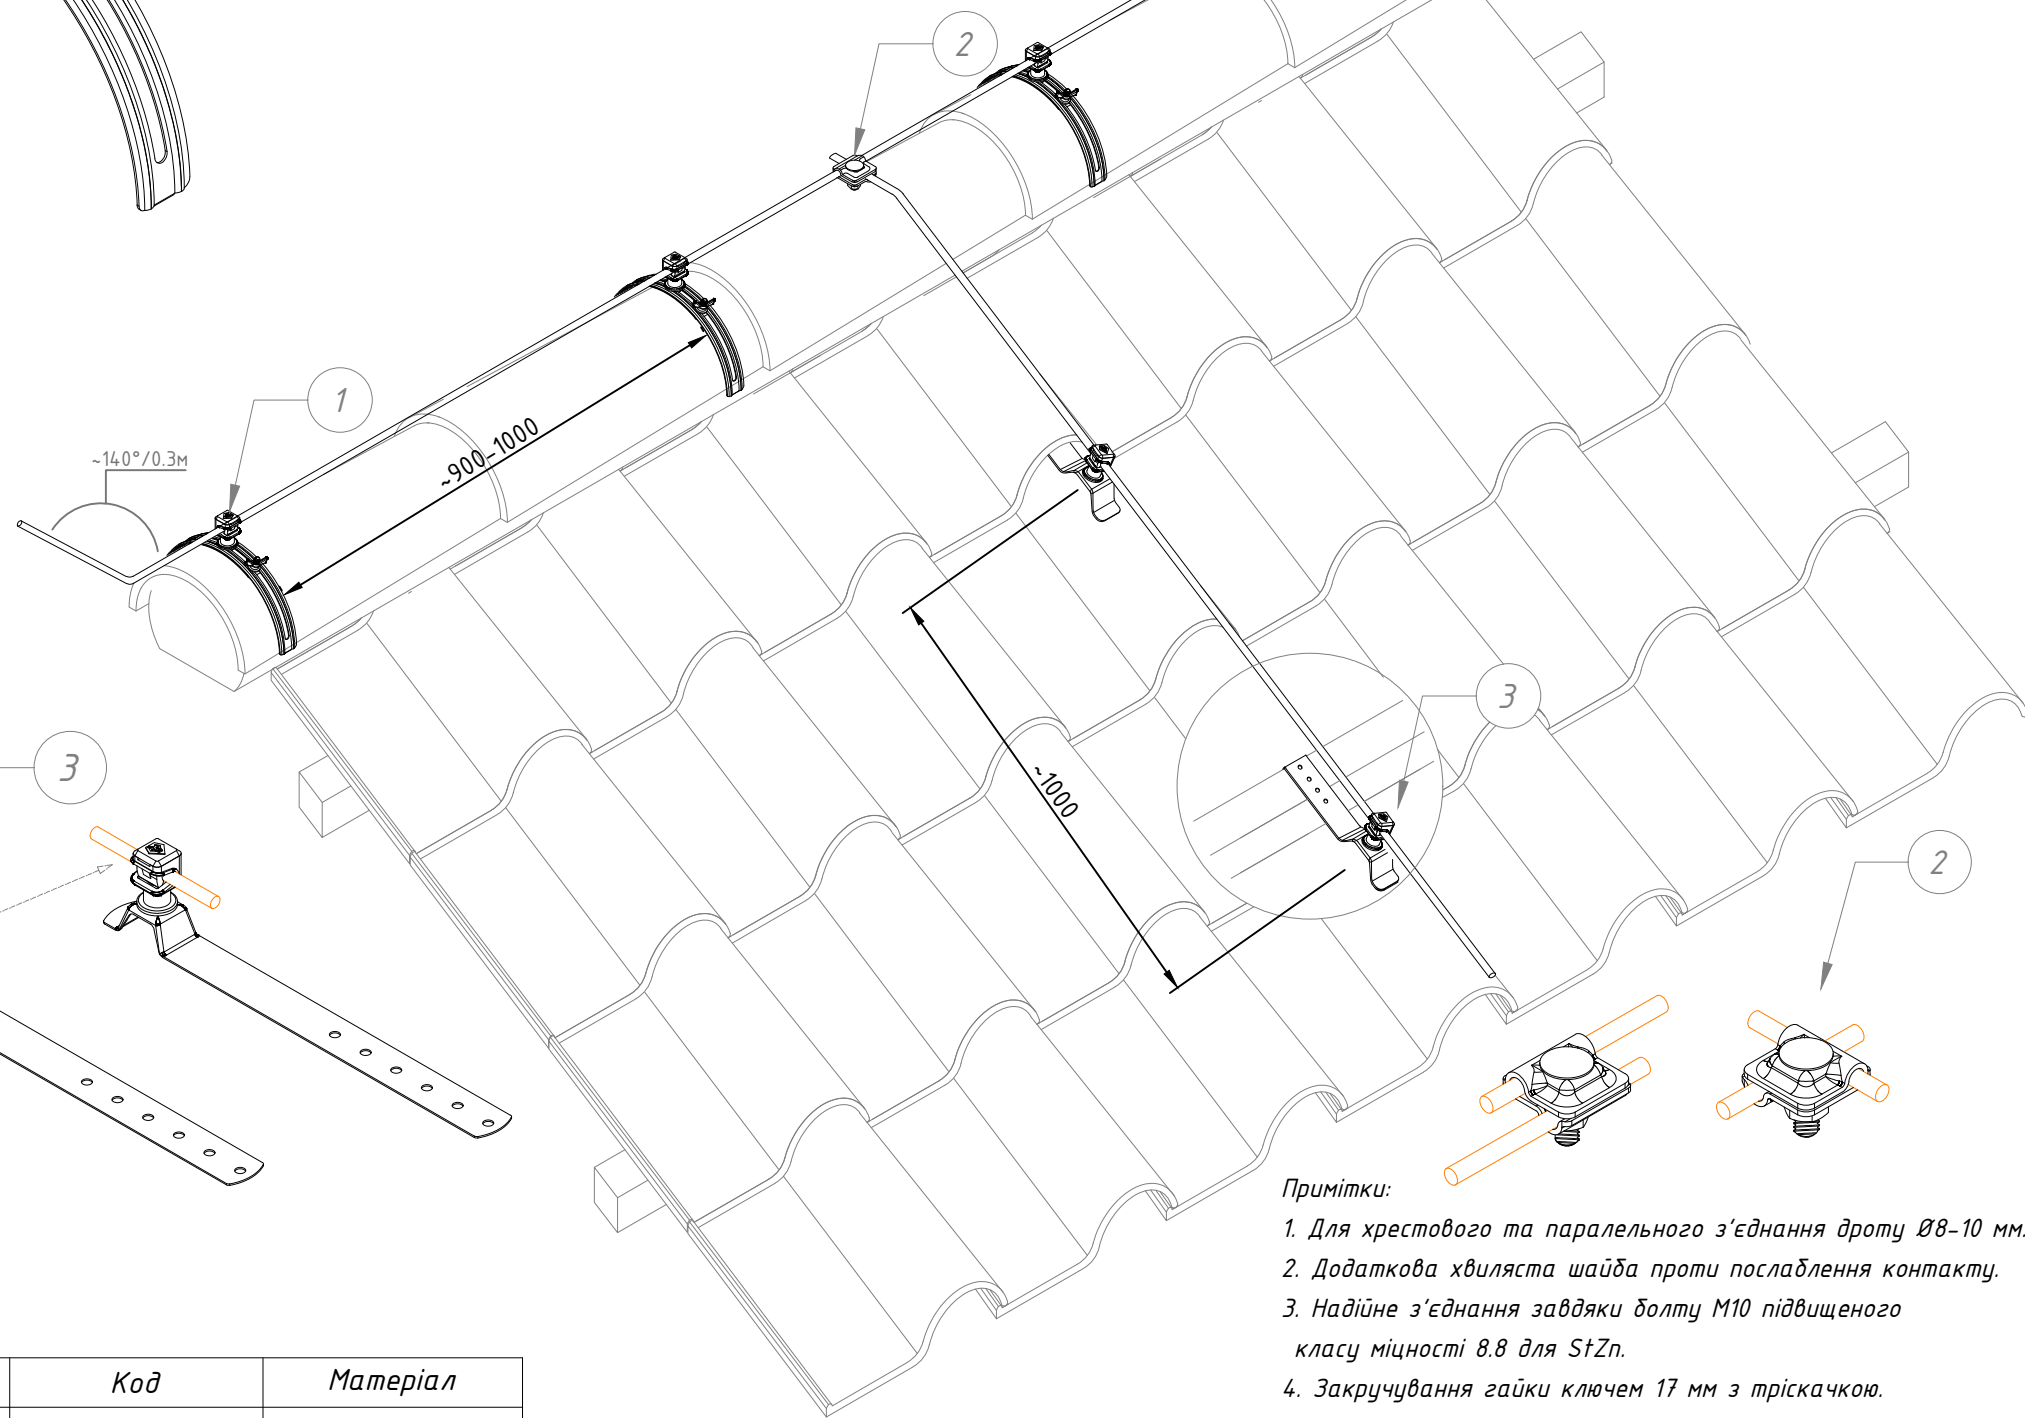 2
1
~140°/0.3м
~900-1000
3
3
~1000
2
Примітки:
1. Для хрестового та паралельного з'єднання дроту Ø8-10 мм.
2. Додаткова хвиляста шайба проти послаблення контакту.
3. Надійне з'єднання завдяки болту М10 підвищеного
класу міцності 8.8 для StZn.
4. Закручування гайки ключем 17 мм з тріскачкою.
Код Матеріал